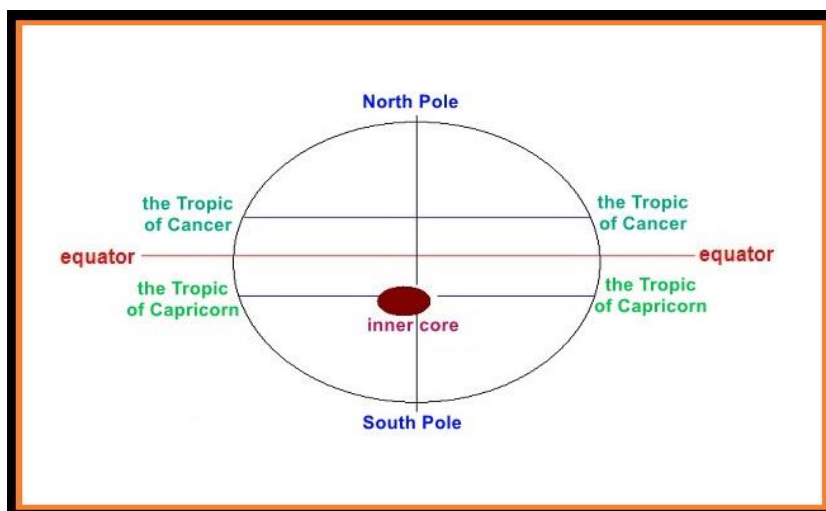 North Pole
the Tropic
of Cancer
the Tropic
of Cancer
equator
equator
the Tropic
of Capricorn
the Tropic
of Capricorn
inner core
South Pole